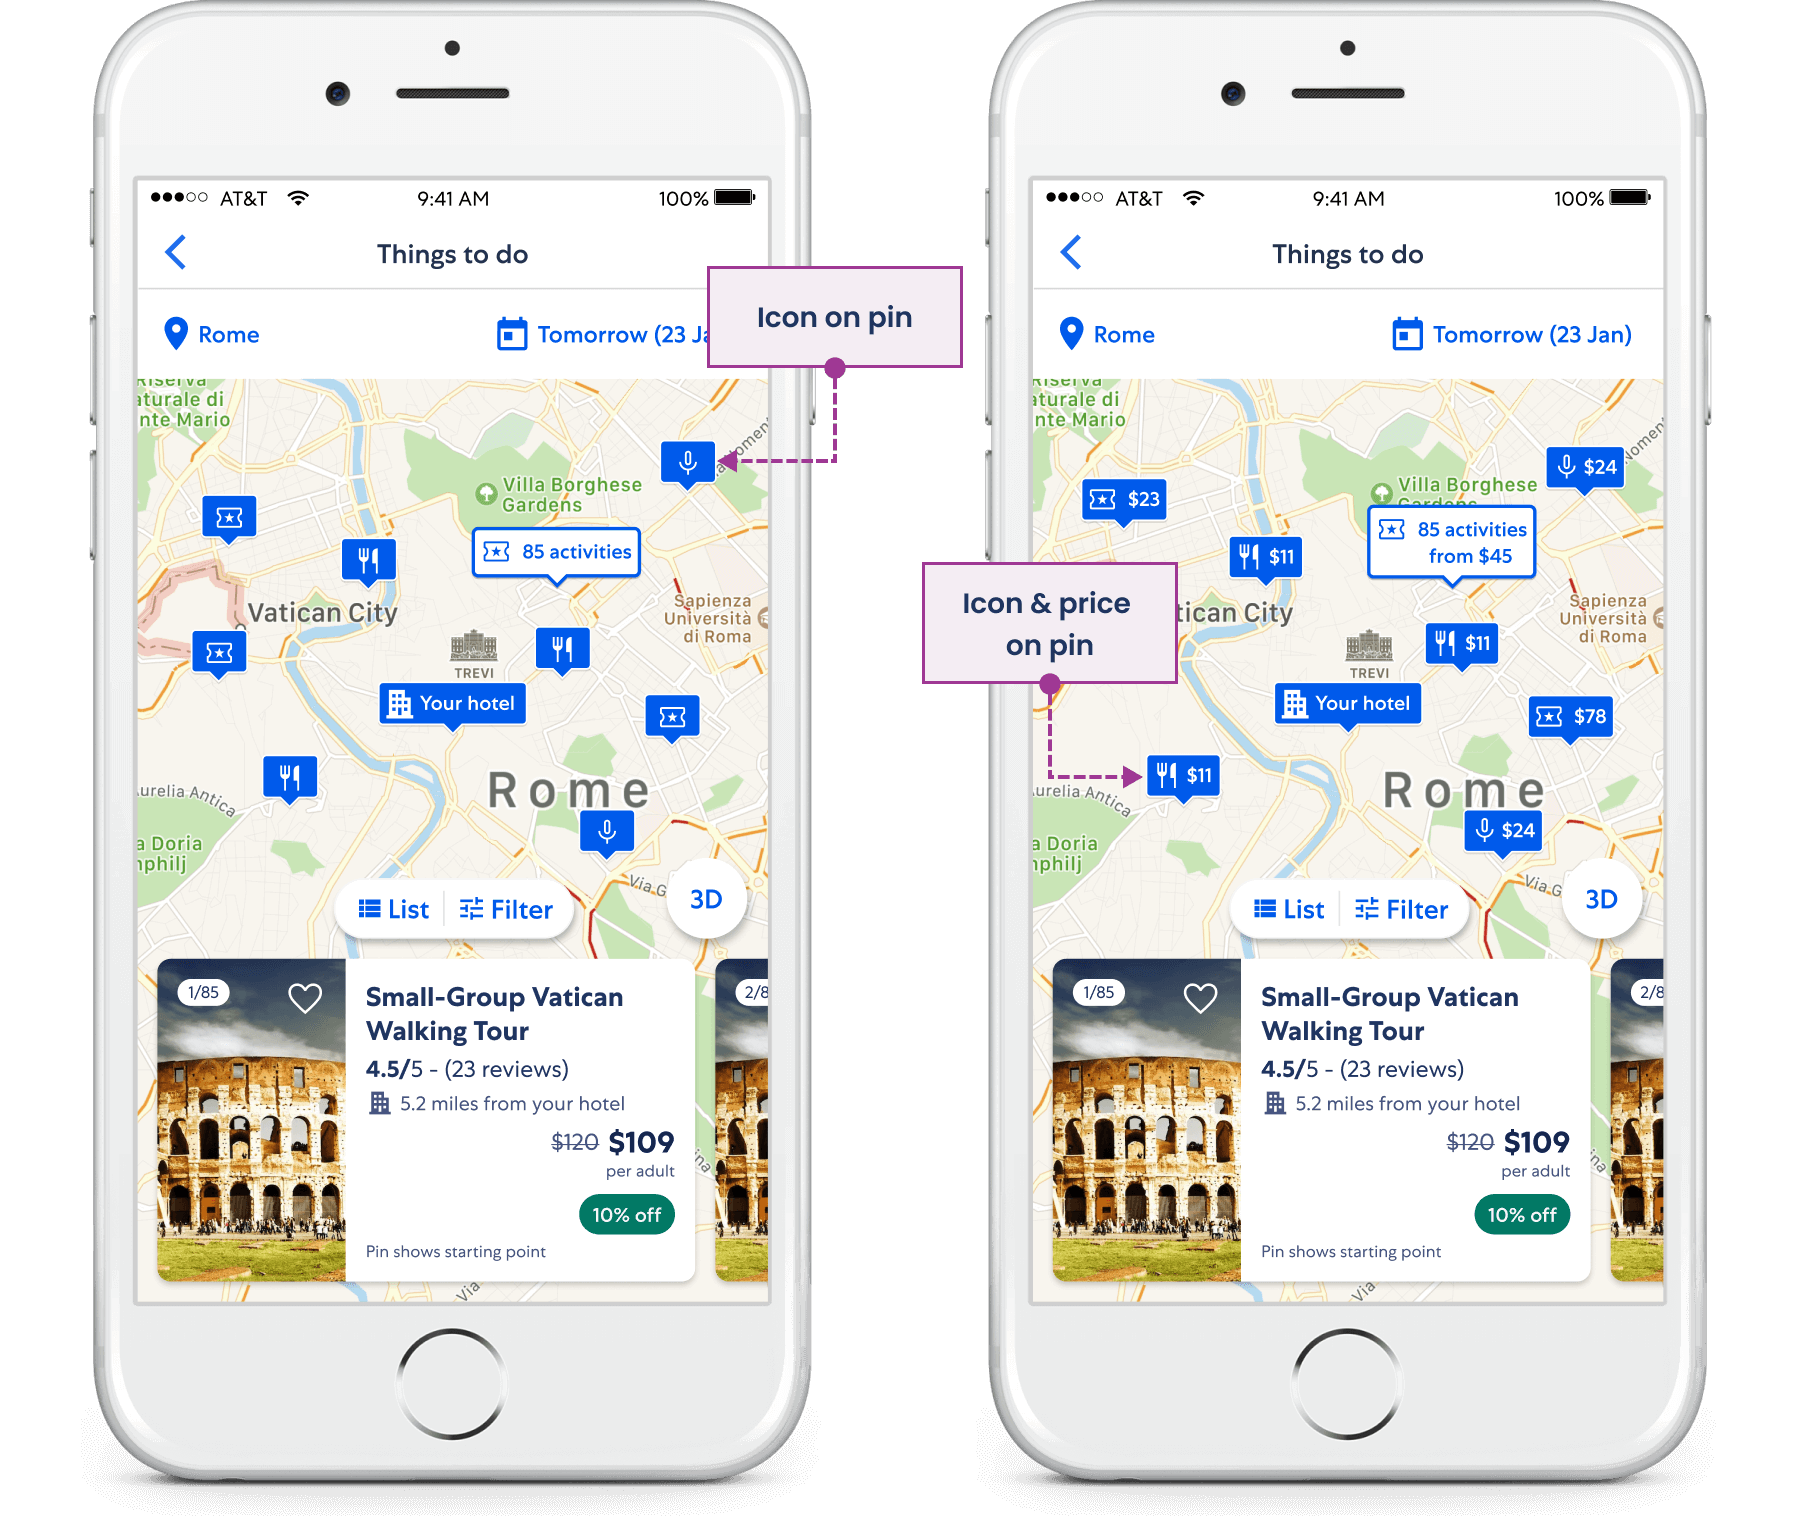 AT&T
9:41 AM
100%
Things to do
Rome
Tomorrow (23 Ja
Icon on pin
Riserva
aturale di
nte Mario
Nomen
Villa Borghese
Gardens
85 activities
Vatican City
Sapienza
Università
di Roma
TREVI
Your hotel
Rome
urelia Antica
a Doria
mphilj
Via G
3D
List
Filter
1/85
Small-Group Vatican
Walking Tour
4.5/5 - (23 reviews)
5.2 miles from your hotel
$120 $109
per adult
10% off
Pin shows starting point
2/8
ina
Via
AT&T
9:41 AM
100%
Things to do
Rome
Tomorrow (23 Jan)
Riserva
aturale di
nte Mario
Nomen
$24
Villa Borghese
Gardens
$23
85 activities
from $45
$11
Icon & price
on pin
tican City
Sapienza
Università
di Roma
$11
TREVI
Your hotel
$78
$11
Rome
urelia Antica
$24
a Doria
mphilj
Via G
3D
List
Filter
1/85
Small-Group Vatican
Walking Tour
4.5/5 - (23 reviews)
5.2 miles from your hotel
$120 $109
per adult
10% off
Pin shows starting point
2/8
ina
Via